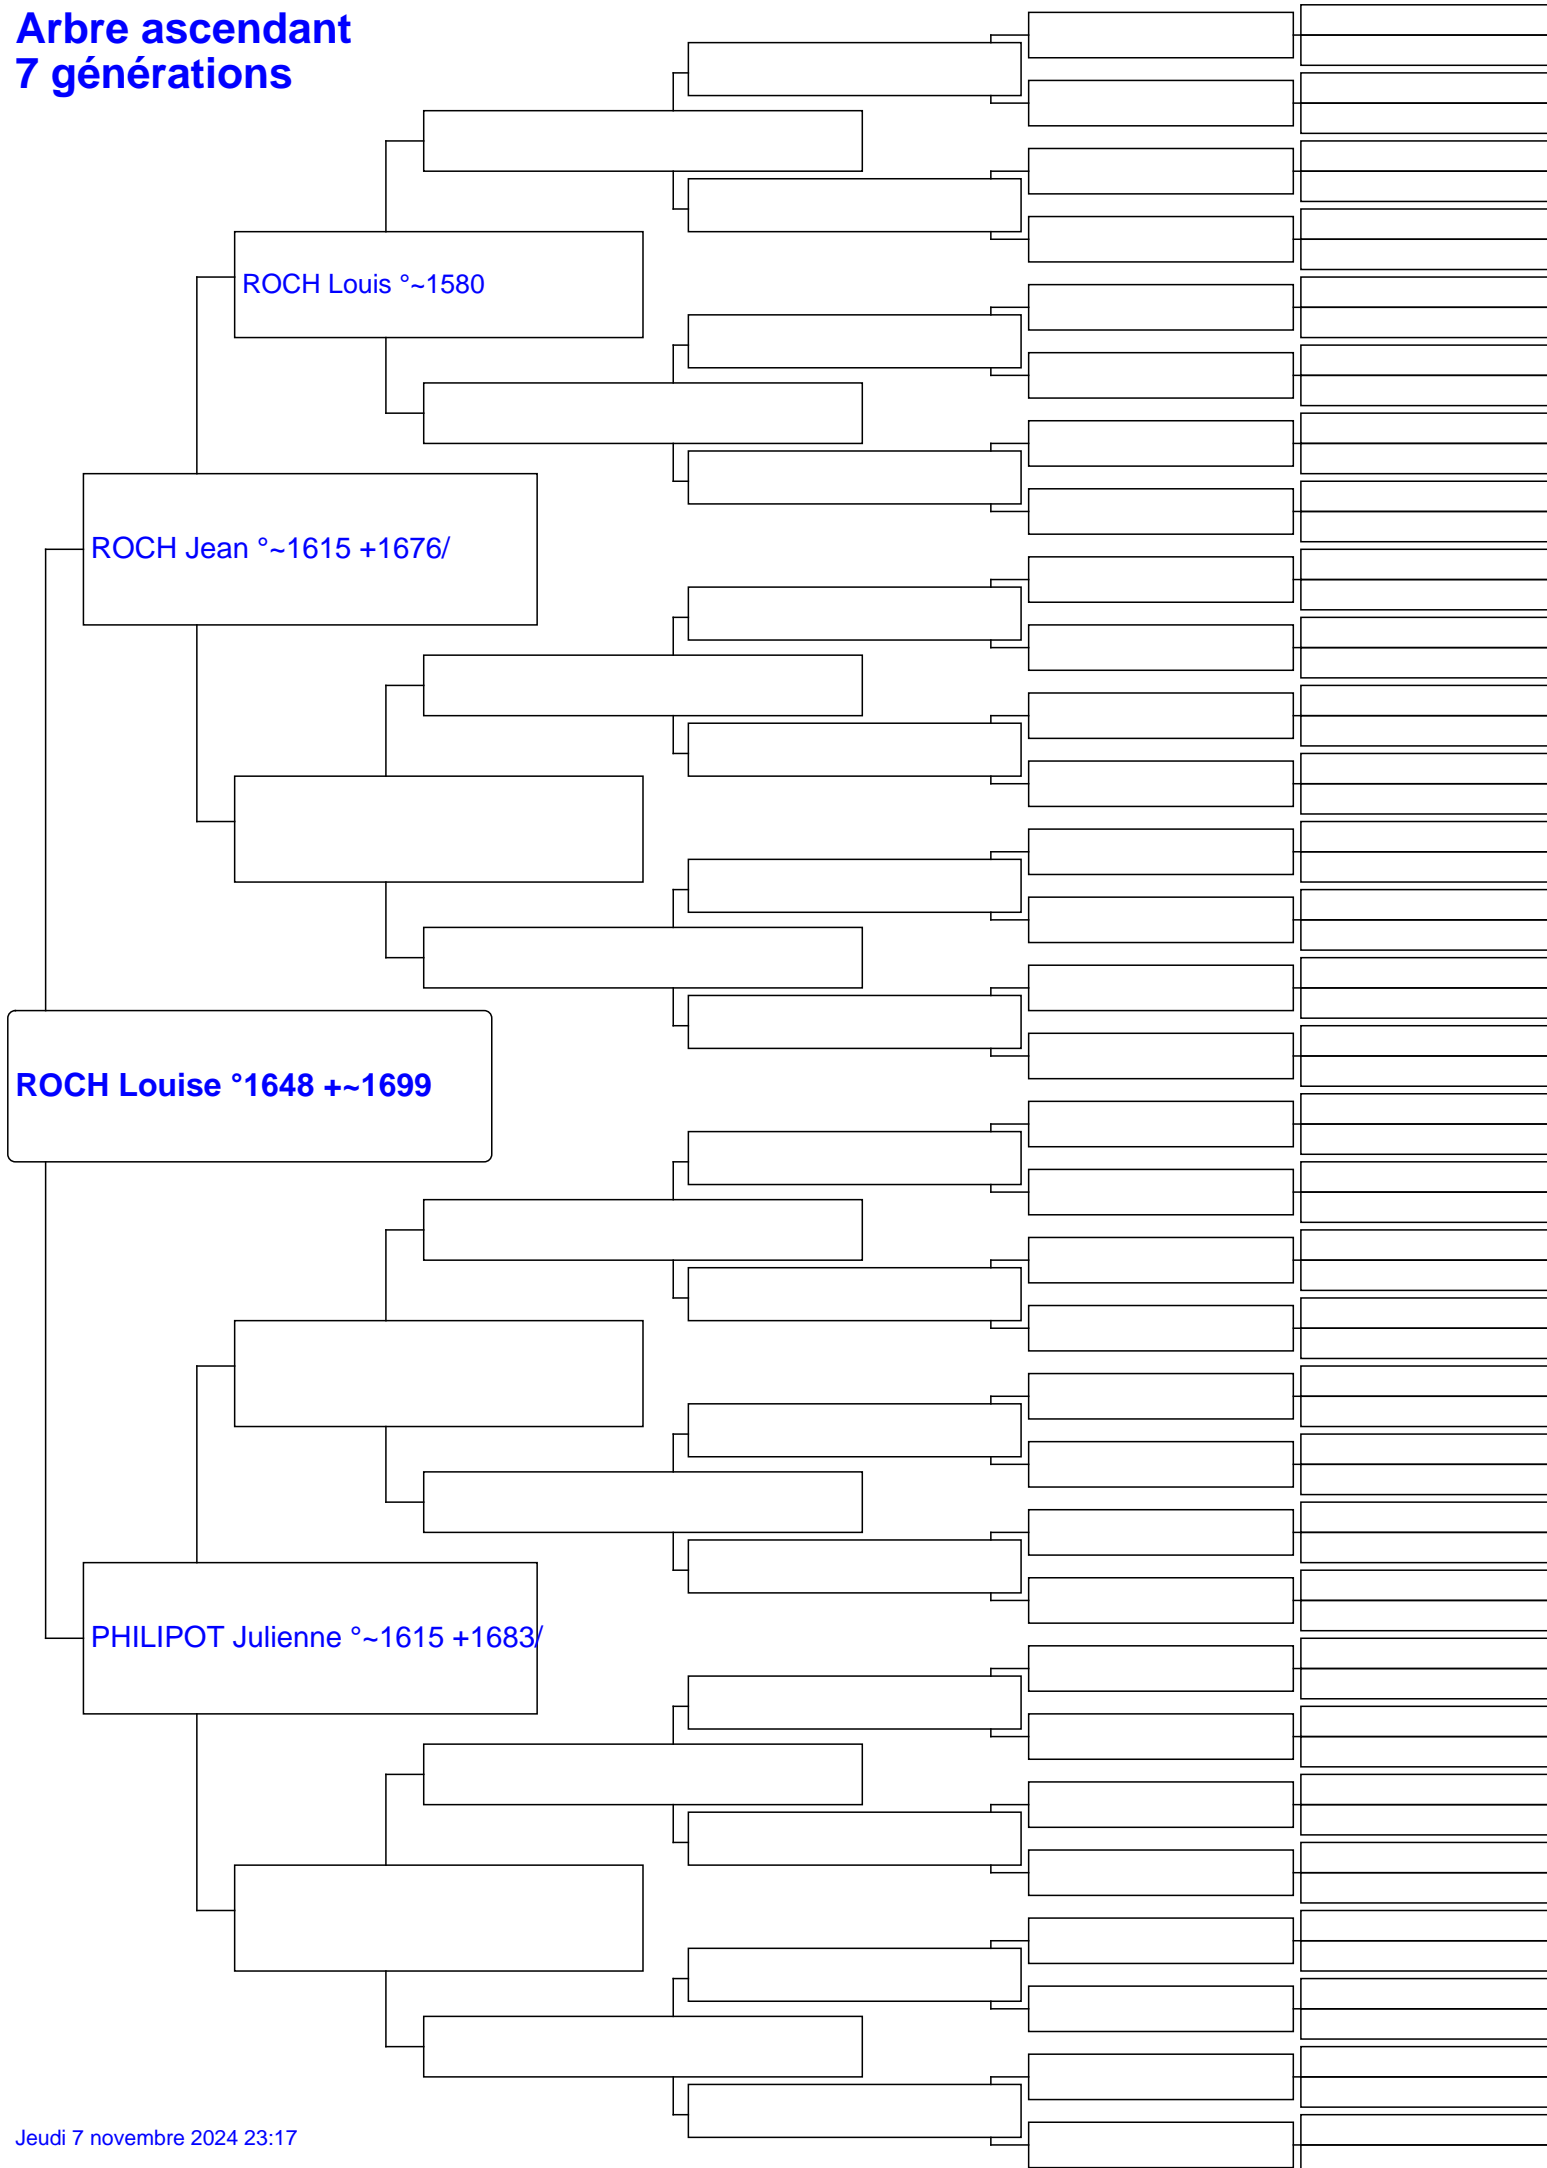 Arbre ascendant
7 générations
ROCH Louis °~1580
ROCH Jean °~1615 +1676/
ROCH Louise °1648 +~1699
PHILIPOT Julienne °~1615 +1683/
Jeudi 7 novembre 2024 23:17